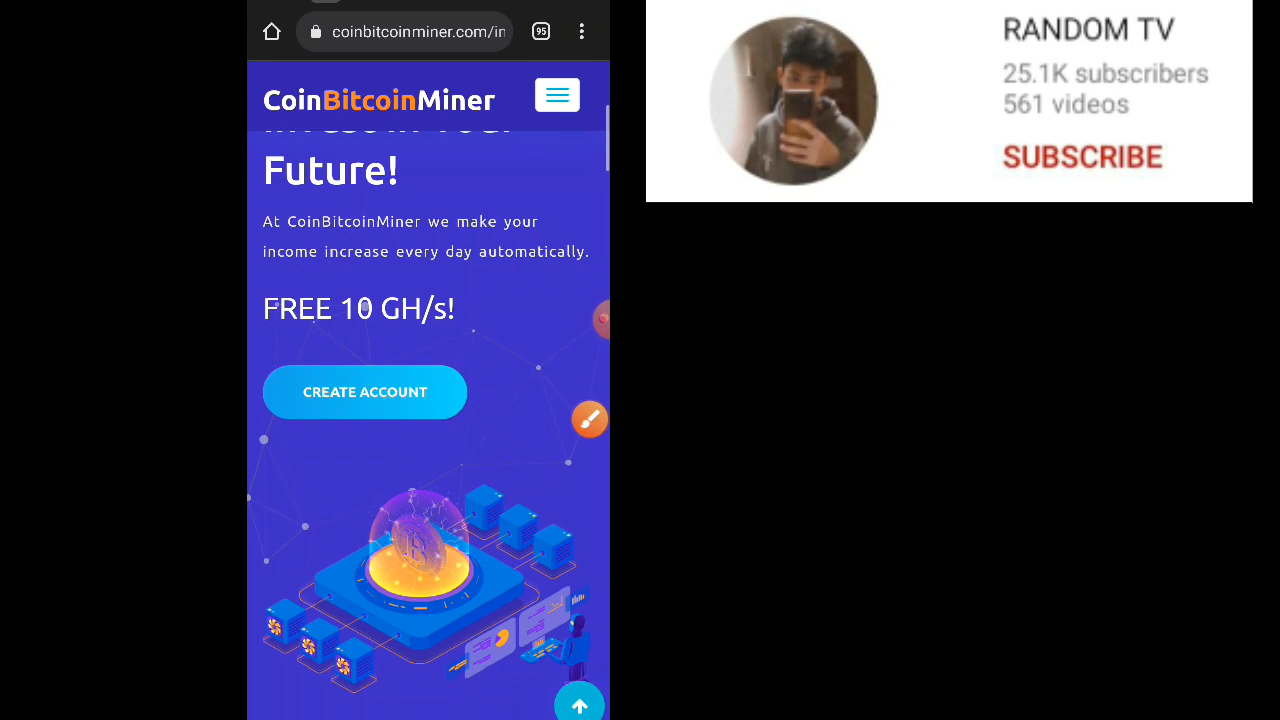 coinbitcoinminer.com/in
95
CoinBitcoinMiner
Future!
At CoinBitcoinMiner we make your
income increase every day automatically.
FREE 10 GH/s!
CREATE ACCOUNT
RANDOM TV
25.1K subscribers
561 videos
SUBSCRIBE